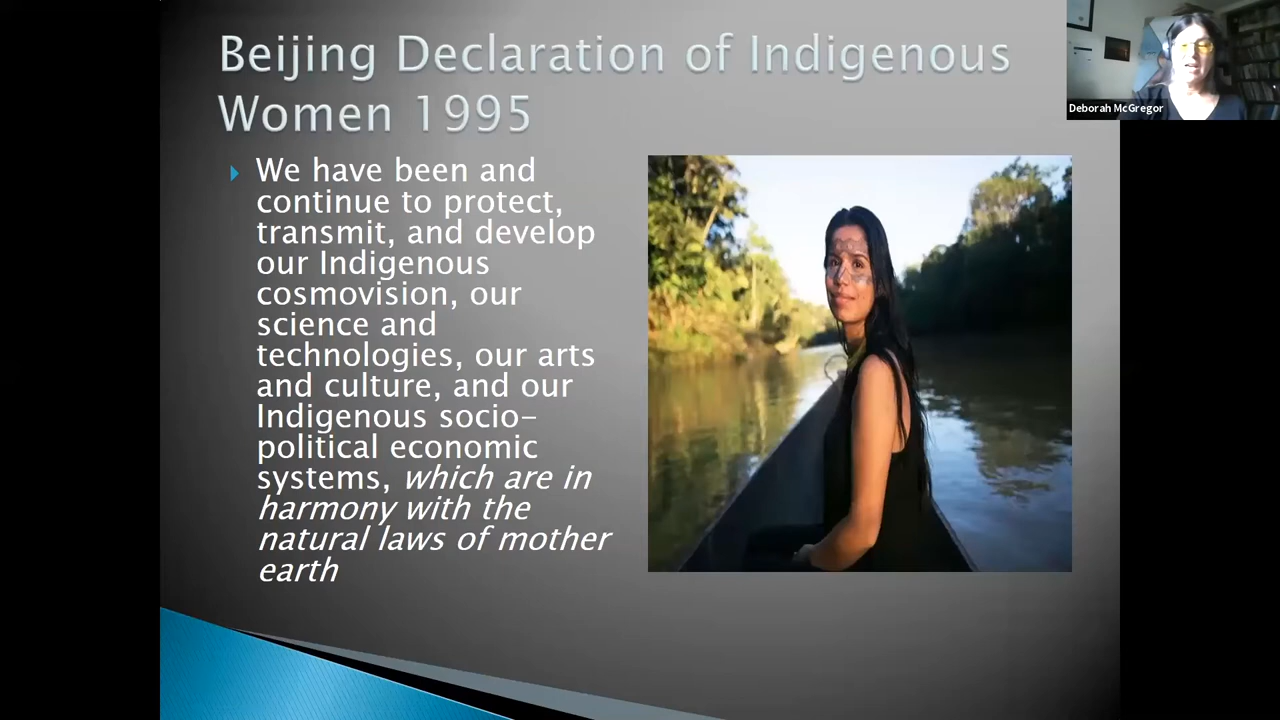 Beijing Declaration of Indigenous
Women 1995
We have been and
continue to protect,
transmit, and develop
our Indigenous
cosmovision, our
science and
technologies, our arts
and culture, and our
Indigenous socio-
political economic
systems, which are in
harmony with the
natural laws of mother
earth
Deborah McGregor